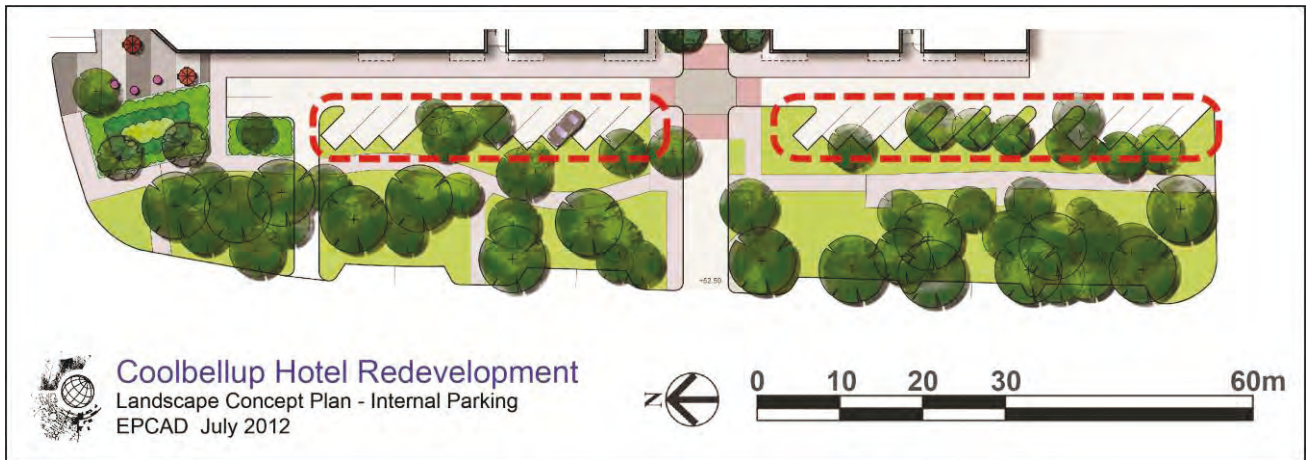 +52.50
Coolbellup Hotel Redevelopment
Landscape Concept Plan - Internal Parking
EPCAD July 2012
N
0 10 20 30 60m